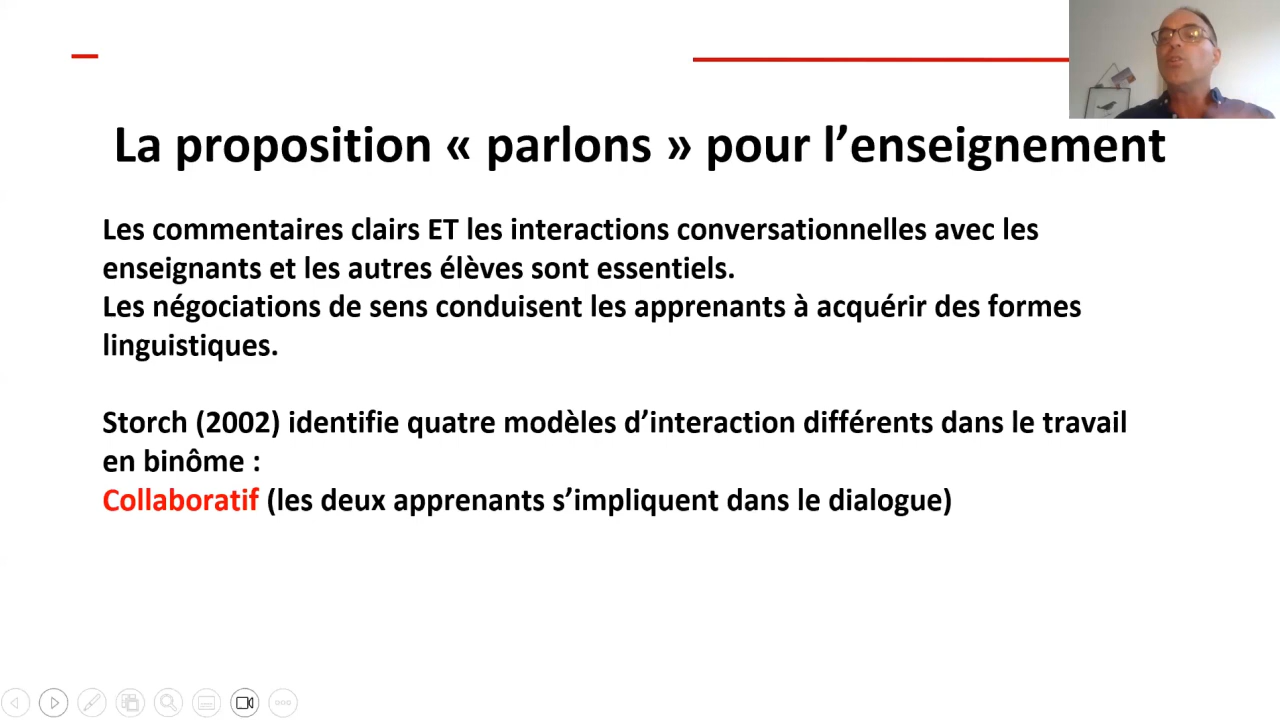 La proposition « parlons » pour l’enseignement
Les commentaires clairs ET les interactions conversationnelles avec les
enseignants et les autres élèves sont essentiels.
Les négociations de sens conduisent les apprenants à acquérir des formes
linguistiques.
Storch (2002) identifie quatre modèles d’interaction différents dans le travail
en binôme :
Collaboratif (les deux apprenants s’impliquent dans le dialogue)